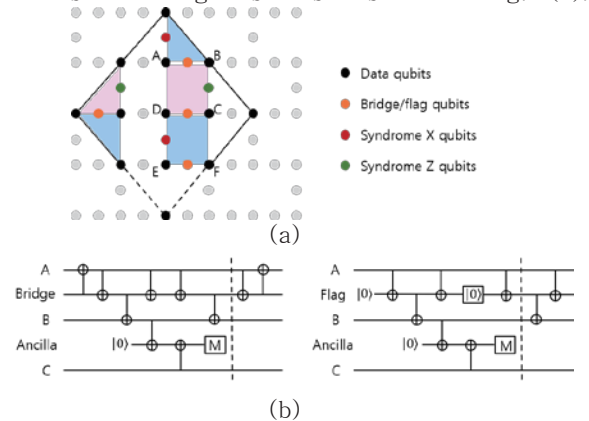 A
B
D
C
E
F
Data qubits
Bridge/flag qubits
Syndrome X qubits
Syndrome Z qubits
(a)
A
Bridge
B
Ancilla |0⟩ M
C
A
Flag |0⟩ |0⟩
B
Ancilla |0⟩ M
C
(b)